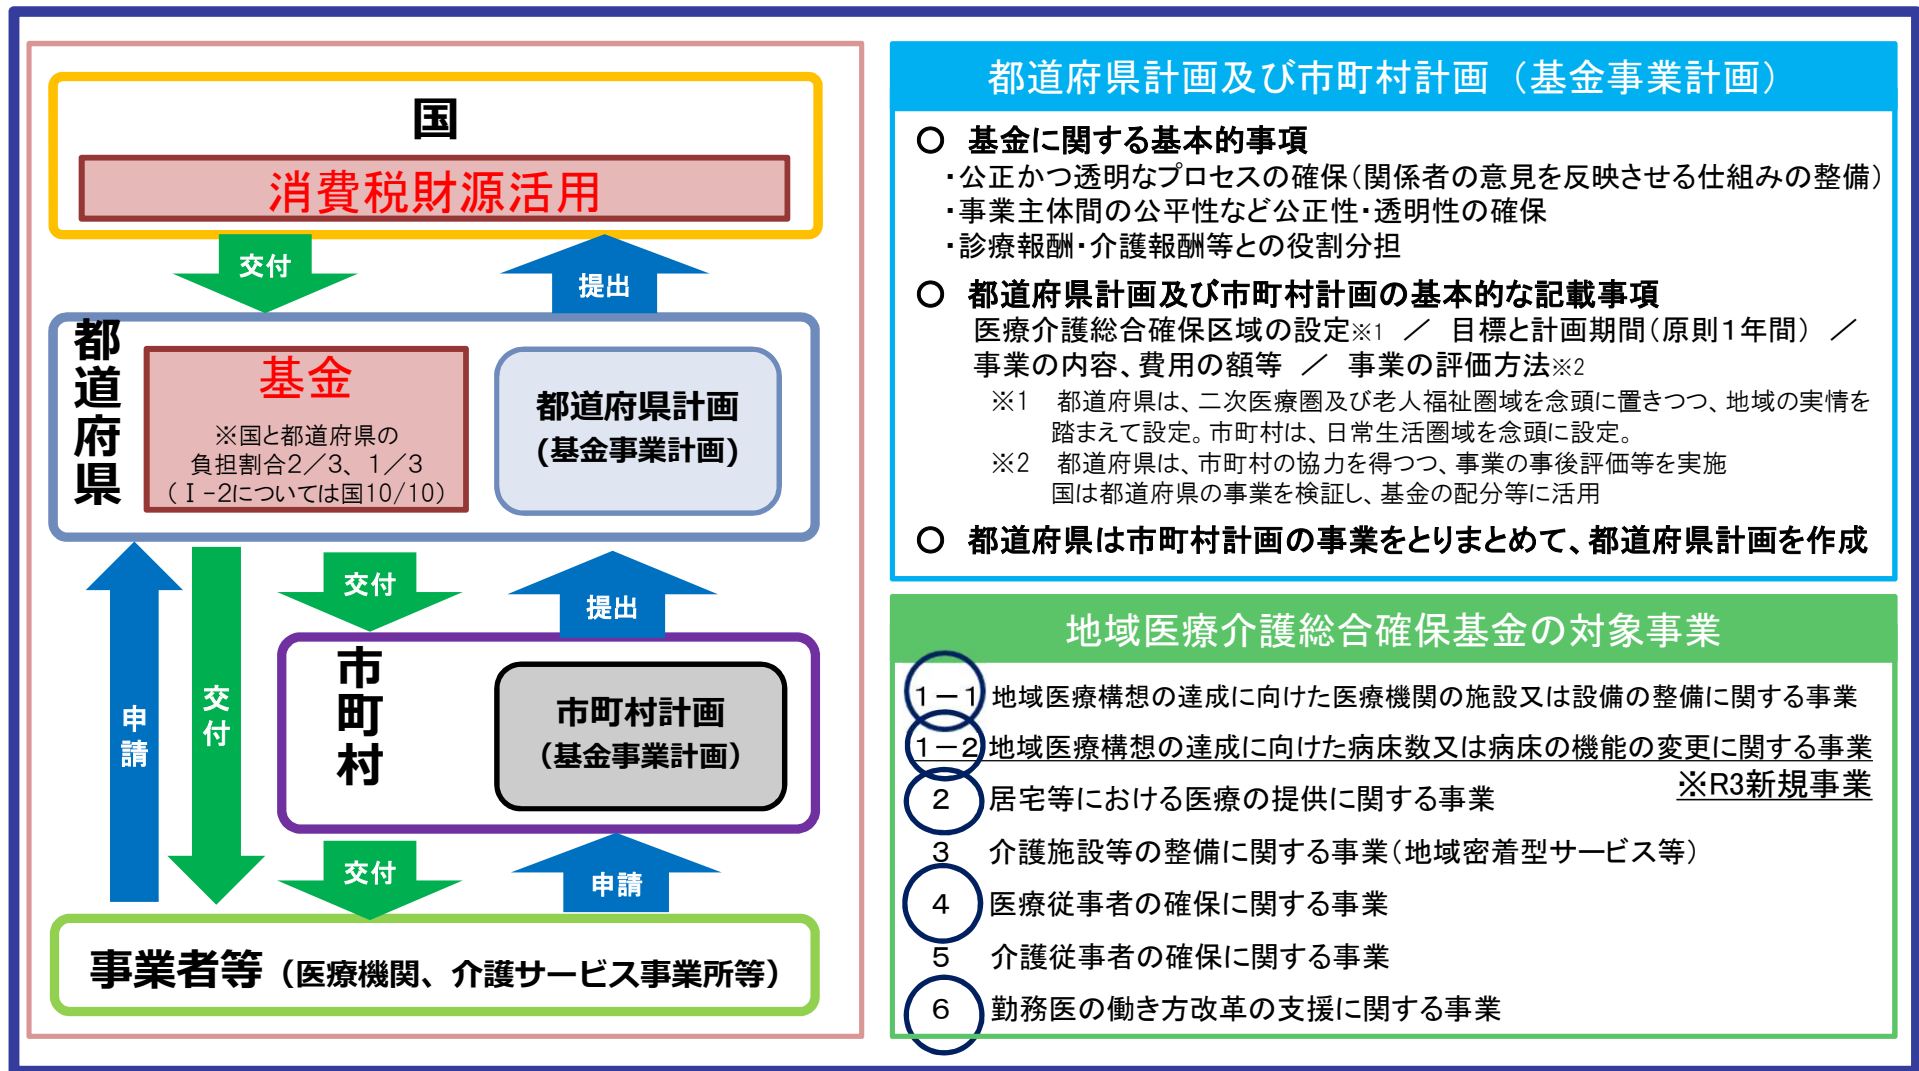 国
消費税財源活用
交付
提出
都道府県
基金
※国と都道府県の
負担割合2／3、1／3
（Ⅰ-2については国10/10）
都道府県計画
(基金事業計画)
申請
交付
交付
提出
市町村
市町村計画
（基金事業計画）
交付
申請
事業者等（医療機関、介護サービス事業所等）
都道府県計画及び市町村計画（基金事業計画）
○ 基金に関する基本的事項
・公正かつ透明なプロセスの確保（関係者の意見を反映させる仕組みの整備）
・事業主体間の公平性など公正性・透明性の確保
・診療報酬・介護報酬等との役割分担
○ 都道府県計画及び市町村計画の基本的な記載事項
医療介護総合確保区域の設定※1 ／ 目標と計画期間（原則1年間） ／
事業の内容、費用の額等 ／ 事業の評価方法※2
※1 都道府県は、二次医療圏及び老人福祉圏域を念頭に置きつつ、地域の実情を
踏まえて設定。市町村は、日常生活圏域を念頭に設定。
※2 都道府県は、市町村の協力を得つつ、事業の事後評価等を実施
国は都道府県の事業を検証し、基金の配分等に活用
○ 都道府県は市町村計画の事業をとりまとめて、都道府県計画を作成
地域医療介護総合確保基金の対象事業
1－1 地域医療構想の達成に向けた医療機関の施設又は設備の整備に関する事業
1－2 地域医療構想の達成に向けた病床数又は病床の機能の変更に関する事業
※R3新規事業
2 居宅等における医療の提供に関する事業
3 介護施設等の整備に関する事業（地域密着型サービス等）
4 医療従事者の確保に関する事業
5 介護従事者の確保に関する事業
6 勤務医の働き方改革の支援に関する事業